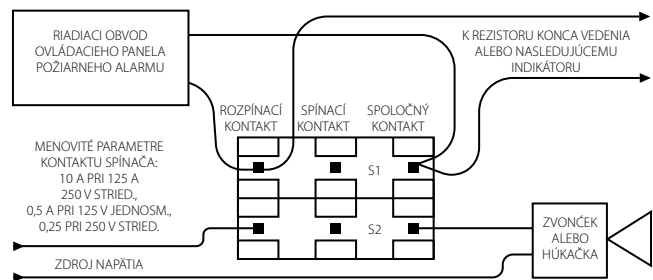 RIADIACI OBVOD
OVLÁDACIEHO PANELA
POŽIARNEHO ALARMU
K REZISTORU KONCA VEDENIA
ALEBO NASLEDUJÚCEMU
INDIKÁTORU
ROZPÍNACÍ
KONTAKT
SPÍNACÍ
KONTAKT
SPOLOČNÝ
KONTAKT
MENOVITÉ PARAMETRE
KONTAKTU SPÍNAČA:
10 A PRI 125 A
250 V STRIED.,
0,5 A PRI 125 V JEDNOSM.,
0,25 PRI 250 V STRIED.
S1
S2
ZVONĆEK
ALEBO
HÚKAČKA
ZDROJ NAPÄTIA